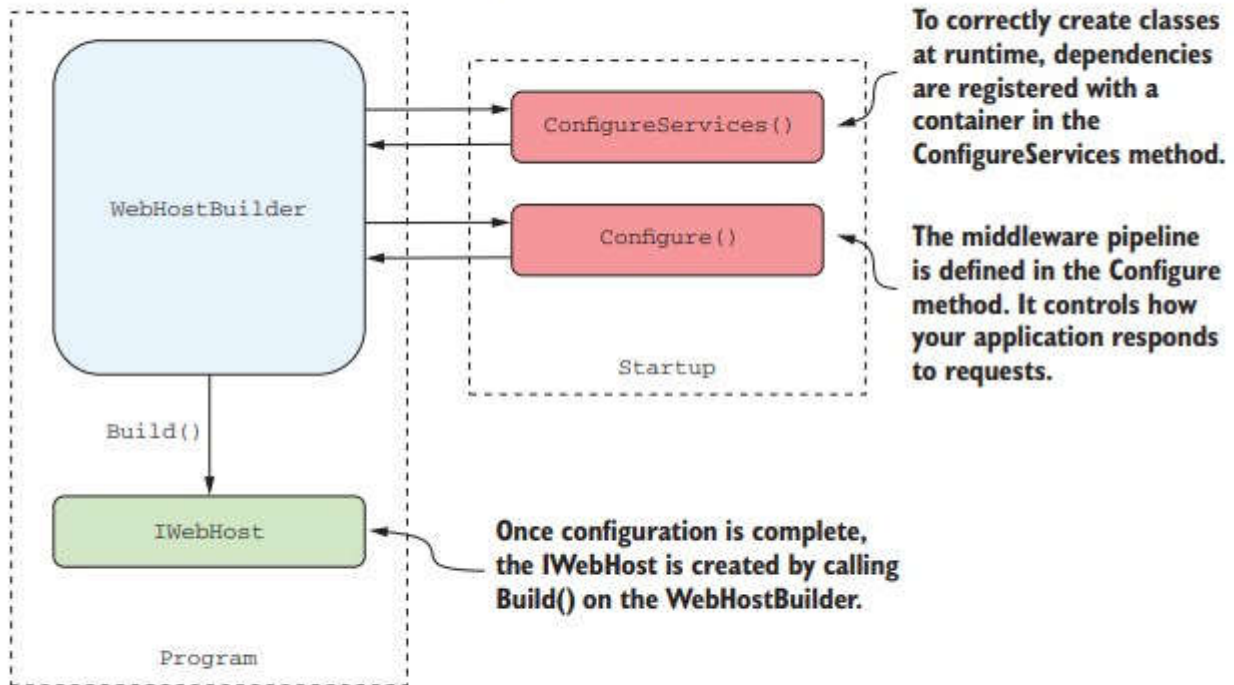 To correctly create classes
at runtime, dependencies
are registered with a
container in the
ConfigureServices method.
ConfigureServices()
WebHostBuilder
Configure()
The middleware pipeline
is defined in the Configure
method. It controls how
your application responds
to requests.
Startup
Build()
IWebHost
Once configuration is complete,
the IWebHost is created by calling
Build() on the WebHostBuilder.
Program